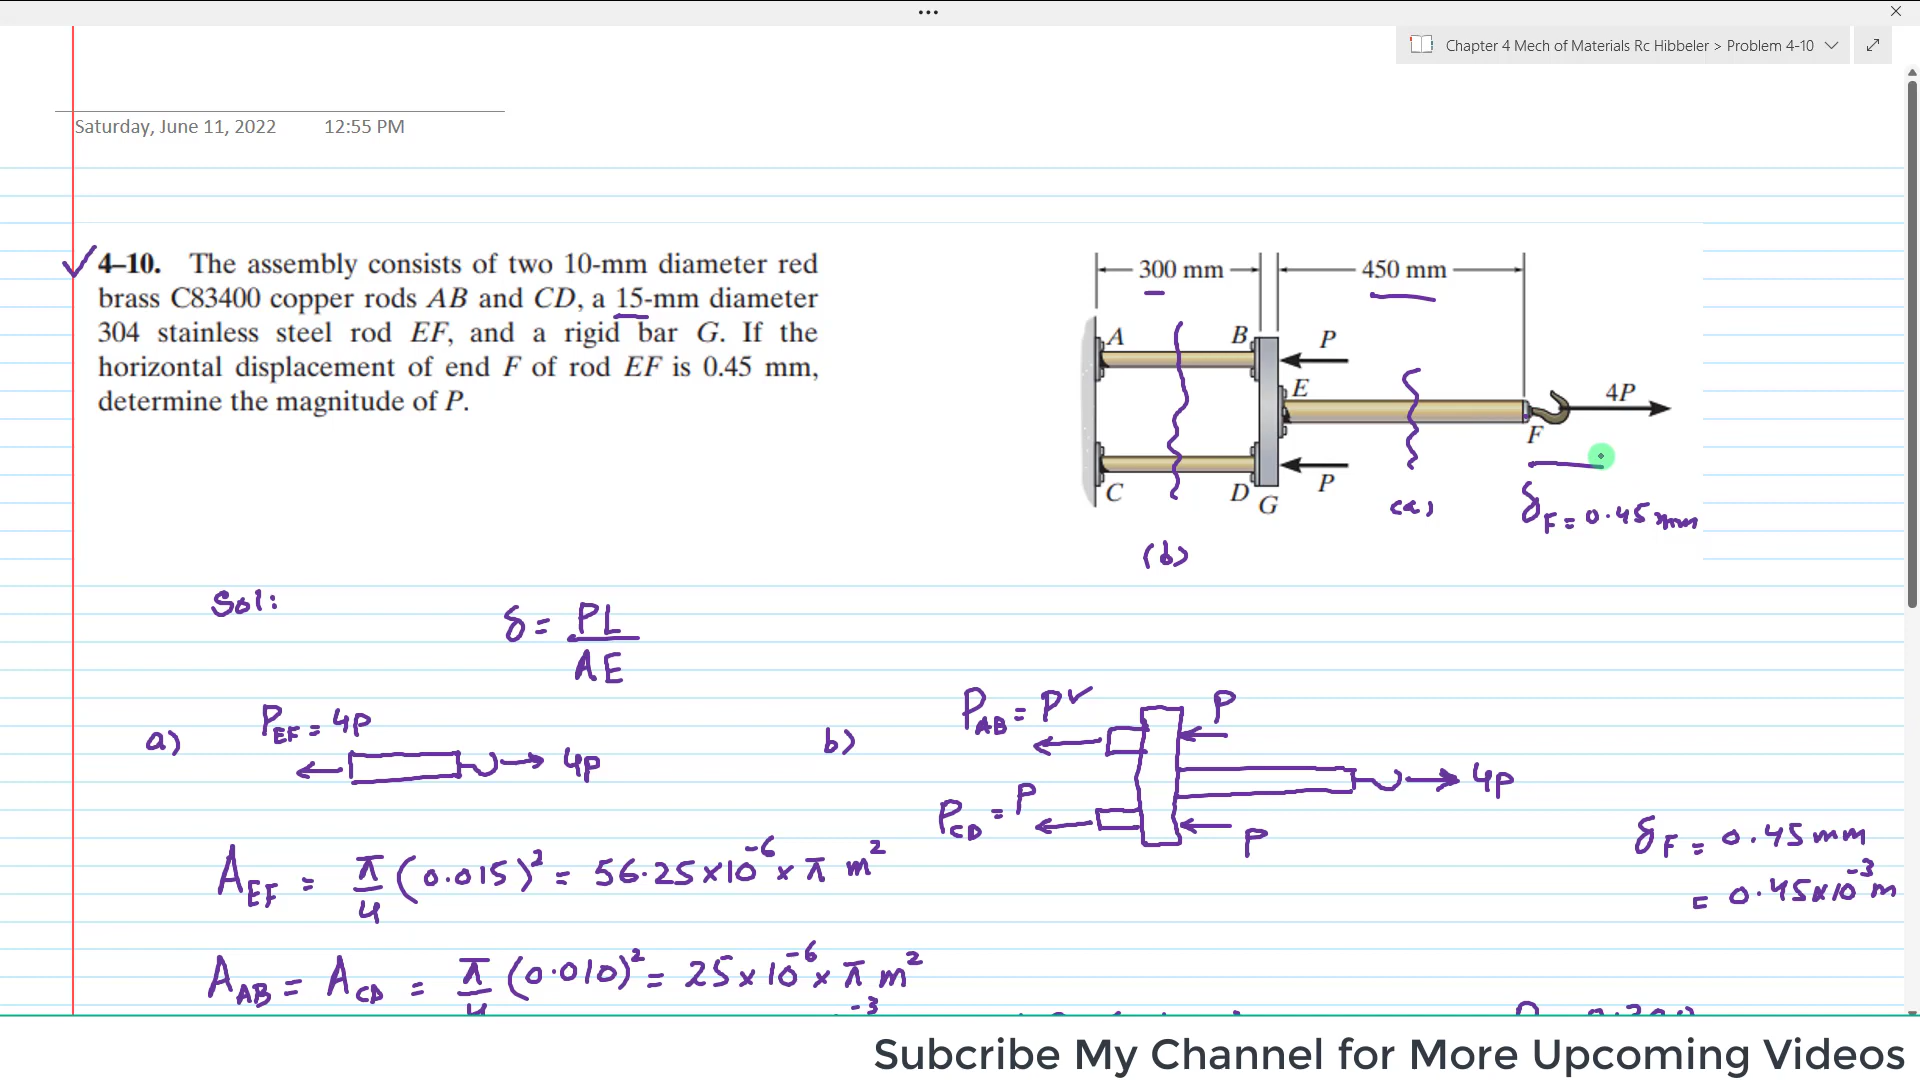 Chapter 4 Mech of Materials Rc Hibbeler > Problem 4-10
Saturday, June 11, 2022 12:55 PM
4–10. The assembly consists of two 10-mm diameter red
brass C83400 copper rods AB and CD, a 15-mm diameter
304 stainless steel rod EF, and a rigid bar G. If the
horizontal displacement of end F of rod EF is 0.45 mm,
determine the magnitude of P.
300 mm 450 mm
A B P
E 4P
F
C D G P
(a)
δF = 0.45 mm
(b)
Sol:
δ = PL
AE
a) PEF = 4P
4P
b) PAB = P P
4P
PCD = P
P
δF = 0.45 mm
= 0.45×10⁻³ m
AEF = π/4 (0.015)² = 56.25×10⁻⁶ × π m²
AAB = ACD = π/4 (0.010)² = 25×10⁻⁶ × π m²
-3
Subcribe My Channel for More Upcoming Videos